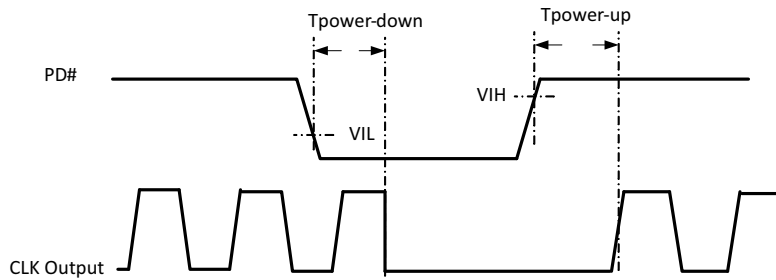 Tpower-down
Tpower-up
PD#
VIH
VIL
CLK Output